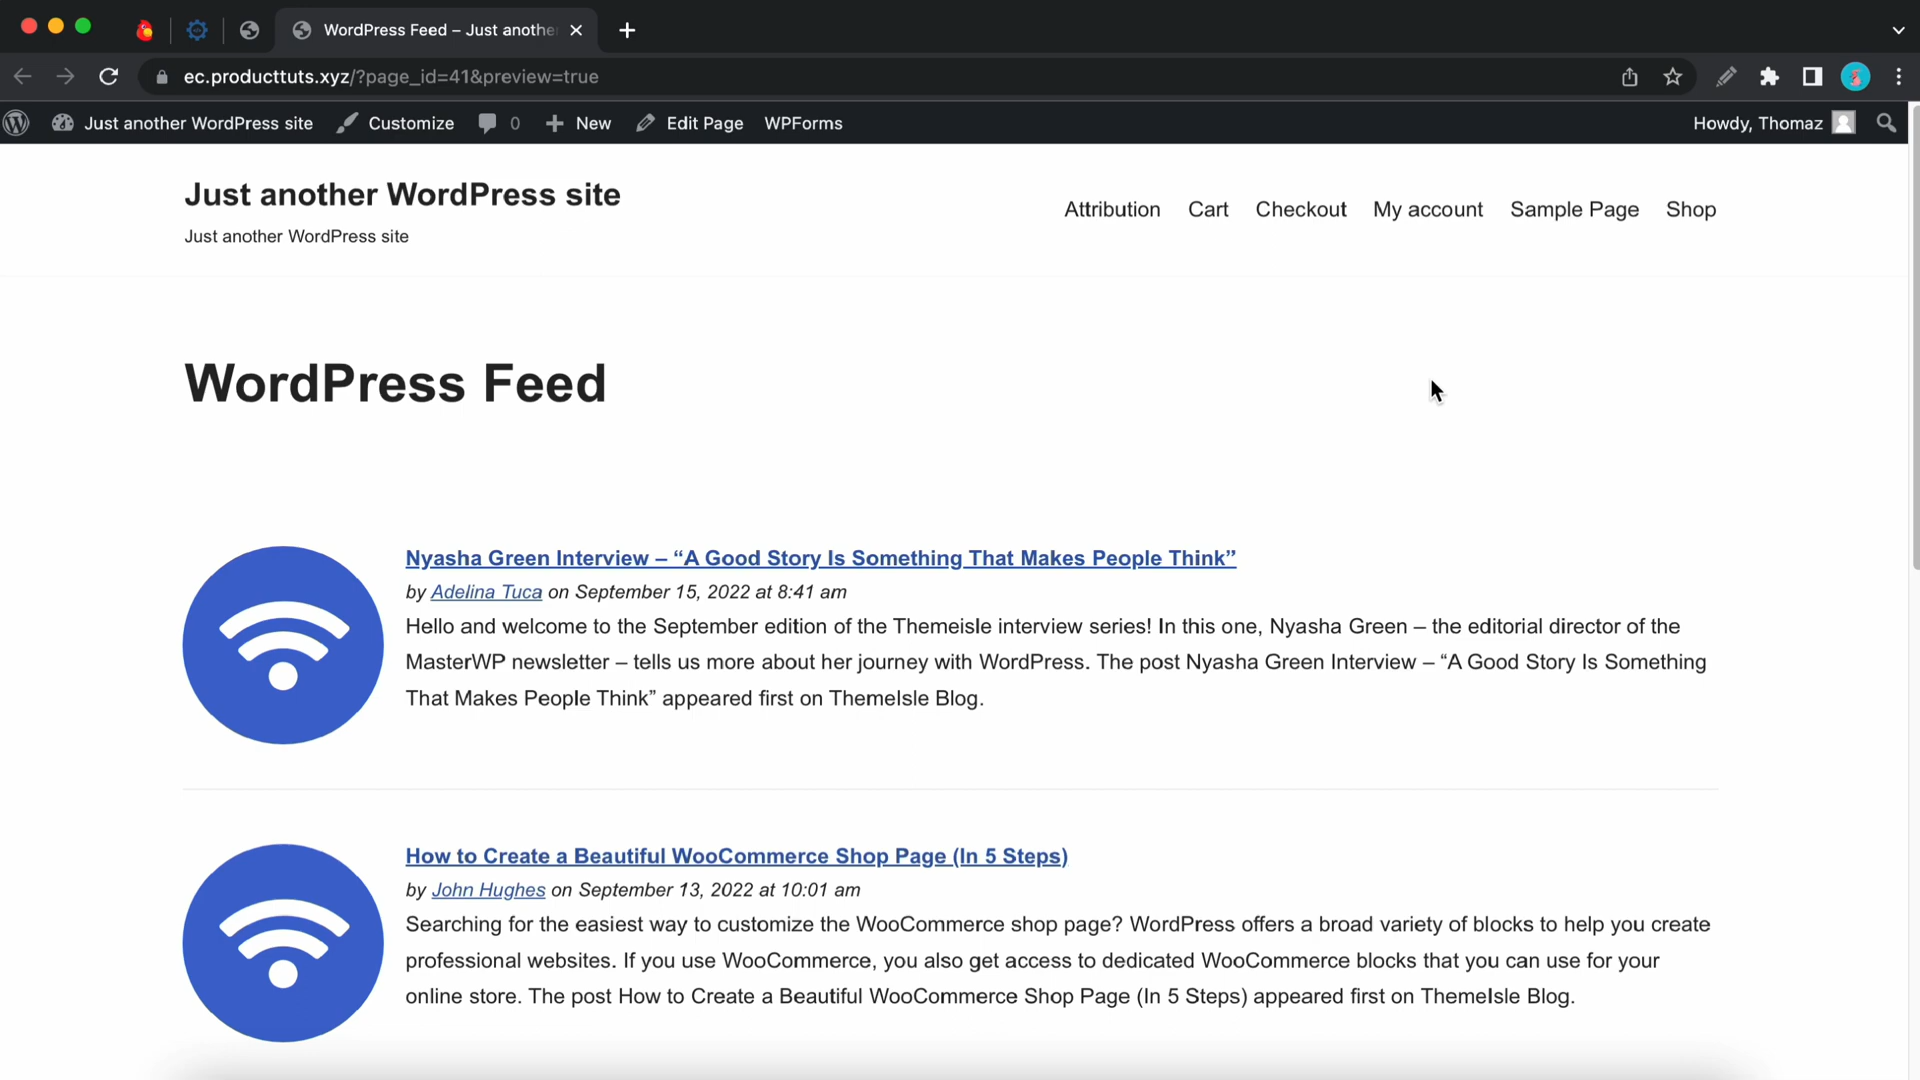 WordPress Feed – Just anothe
ec.producttuts.xyz/?page_id=41&preview=true
Just another WordPress site Customize 0 New Edit Page WPForms Howdy, Thomaz
Just another WordPress site
Just another WordPress site
Attribution Cart Checkout My account Sample Page Shop
WordPress Feed
Nyasha Green Interview – “A Good Story Is Something That Makes People Think”
by Adelina Tuca on September 15, 2022 at 8:41 am
Hello and welcome to the September edition of the Themeisle interview series! In this one, Nyasha Green – the editorial director of the
MasterWP newsletter – tells us more about her journey with WordPress. The post Nyasha Green Interview – “A Good Story Is Something
That Makes People Think” appeared first on ThemeIsle Blog.
How to Create a Beautiful WooCommerce Shop Page (In 5 Steps)
by John Hughes on September 13, 2022 at 10:01 am
Searching for the easiest way to customize the WooCommerce shop page? WordPress offers a broad variety of blocks to help you create
professional websites. If you use WooCommerce, you also get access to dedicated WooCommerce blocks that you can use for your
online store. The post How to Create a Beautiful WooCommerce Shop Page (In 5 Steps) appeared first on ThemeIsle Blog.